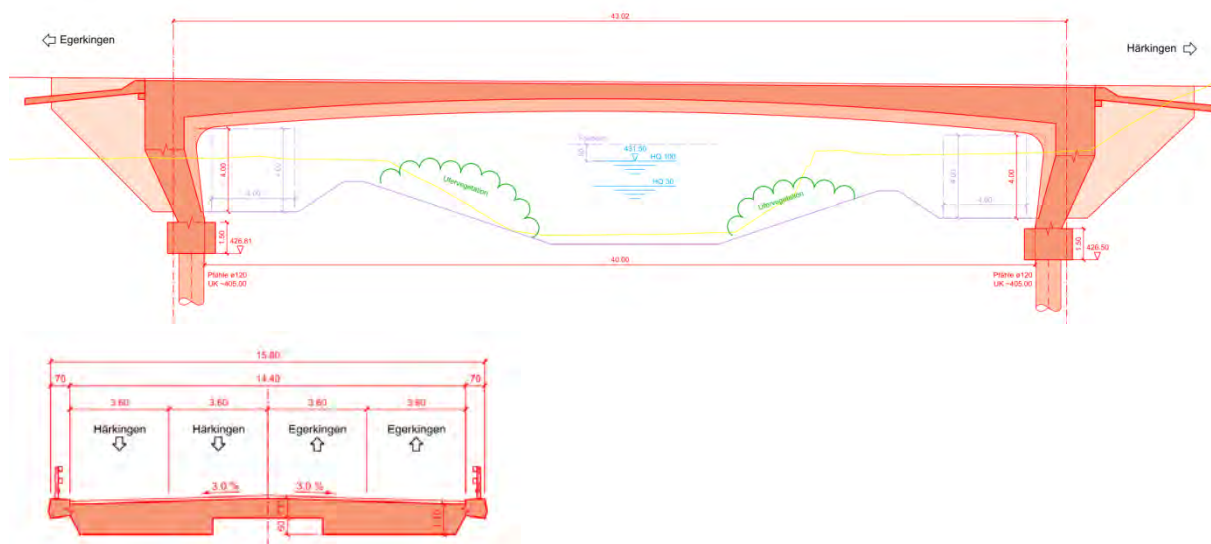 43.02
Egerkingen
Härkingen
4.00
4.00
4.00
Ufervegetation
431.50
HQ 100
HQ 30
Ufervegetation
4.00
4.00
4.00
1.50
426.81
1.50
426.50
40.00
Pfähle ø120
UK ~405.00
Pfähle ø120
UK ~405.00
15.80
70
14.40
70
3.60
3.60
3.60
3.60
Härkingen
Härkingen
Egerkingen
Egerkingen
3.0 %
3.0 %
60